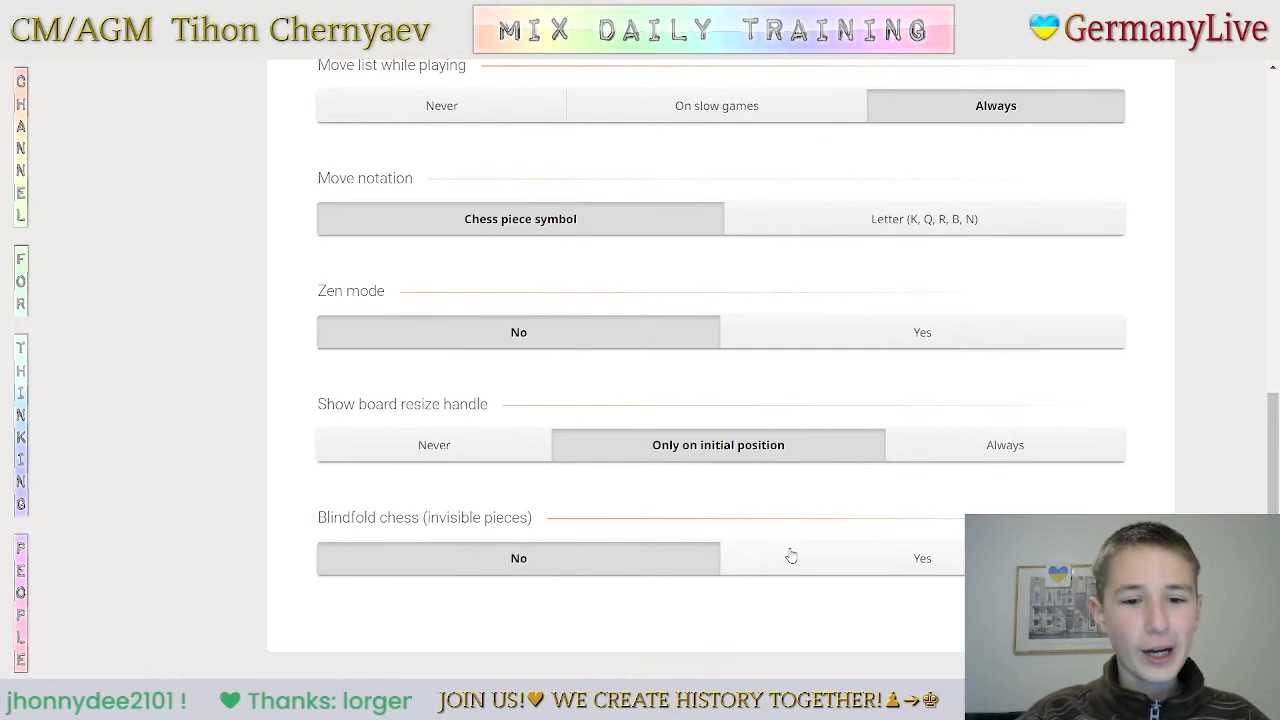 CM/AGM Tihon Chernyaev
MIX DAILY TRAINING
GermanyLive
CHANNEL FOR THINKING PEOPLE
Move list while playing
Never
On slow games
Always
Move notation
Chess piece symbol
Letter (K, Q, R, B, N)
Zen mode
No
Yes
Show board resize handle
Never
Only on initial position
Always
Blindfold chess (invisible pieces)
No
Yes
jhonnydee2101 ! 💚 Thanks: lorger
JOIN US!🧡 WE CREATE HISTORY TOGETHER!♟→♚